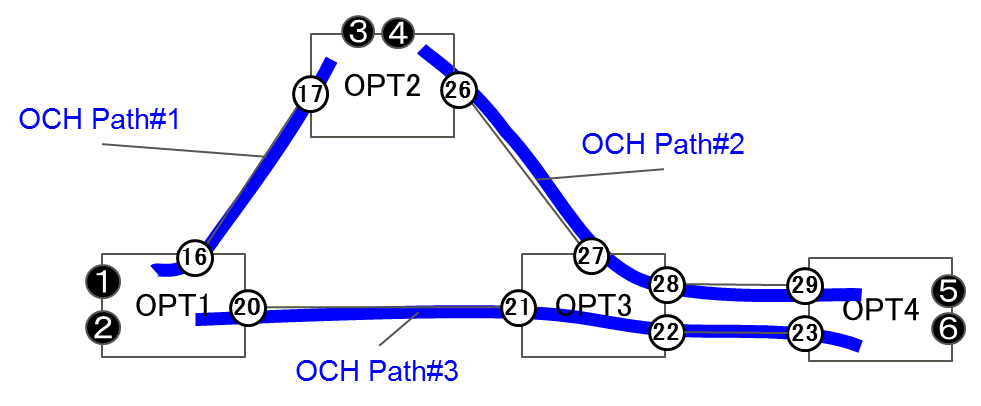 3 4
17 OPT2 26
OCH Path#1
OCH Path#2
16 27
1 OPT1 20 21 OPT3 28 29 OPT4 5
2 22 23 6
OCH Path#3